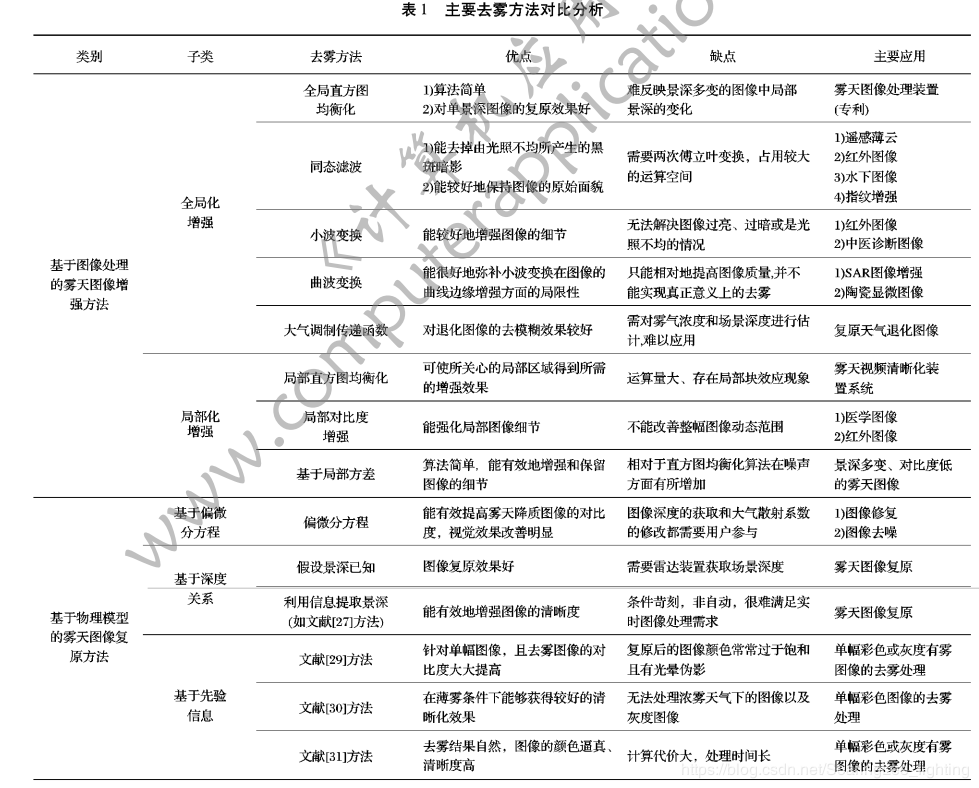 表1 主要去雾方法对比分析
类别 子类 去雾方法 优点 缺点 主要应用
基于图像处理
的雾天图像增
强方法
全局化
增强
全局直方图
均衡化
1)算法简单
2)对单景深图像的复原效果好
难反映景深多变的图像中局部
景深的变化
雾天图像处理装置
(专利)
同态滤波
1)能去掉由光照不均所产生的黑
斑暗影
2)能较好地保持图像的原始面貌
需要两次傅立叶变换，占用较大
的运算空间
1)遥感薄云
2)红外图像
3)水下图像
4)指纹增强
小波变换
能较好地增强图像的细节
无法解决图像过亮、过暗或是光
照不均的情况
1)红外图像
2)中医诊断图像
曲波变换
能很好地弥补小波变换在图像的
曲线边缘增强方面的局限性
只能相对地提高图像质量,并不
能实现真正意义上的去雾
1)SAR图像增强
2)陶瓷显微图像
大气调制传递函数
对退化图像的去模糊效果较好
需对雾气浓度和场景深度进行估
计,难以应用
复原天气退化图像
局部化
增强
局部直方图均衡化
可使所关心的局部区域得到所需
的增强效果
运算量大、存在局部块效应现象
雾天视频清晰化装
置系统
局部对比度
增强
能强化局部图像细节
不能改善整幅图像动态范围
1)医学图像
2)红外图像
基于局部方差
算法简单，能有效地增强和保留
图像的细节
相对于直方图均衡化算法在噪声
方面有所增加
景深多变、对比度低
的雾天图像
基于物理模型
的雾天图像复
原方法
基于偏微
分方程
偏微分方程
能有效提高雾天降质图像的对比
度，视觉效果改善明显
图像深度的获取和大气散射系数
的修改都需要用户参与
1)图像修复
2)图像去噪
基于深度
关系
假设景深已知
图像复原效果好
需要雷达装置获取场景深度
雾天图像复原
利用信息提取景深
(如文献[27]方法)
能有效地增强图像的清晰度
条件苛刻，非自动，很难满足实
时图像处理需求
雾天图像复原
基于先验
信息
文献[29]方法
针对单幅图像，且去雾图像的对
比度大大提高
复原后的图像颜色常常过于饱和
且有光晕伪影
单幅彩色或灰度有雾
图像的去雾处理
文献[30]方法
在薄雾条件下能够获得较好的清
晰化效果
无法处理浓雾天气下的图像以及
灰度图像
单幅彩色图像的去雾
处理
文献[31]方法
去雾结果自然，图像的颜色逼真、
清晰度高
计算代价大，处理时间长
单幅彩色或灰度有雾
图像的去雾处理
《计算机应用
www.computerapplication